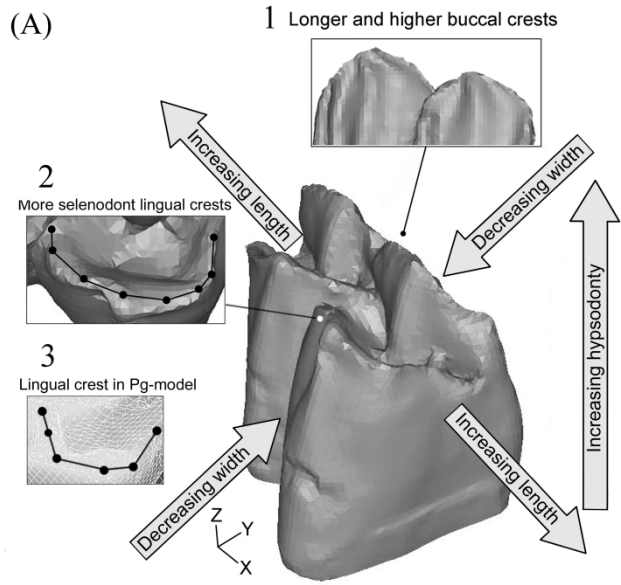 (A)
1 Longer and higher buccal crests
Increasing length
Decreasing width
2
More selenodont lingual crests
Increasing hypsodonty
3
Lingual crest in Pg-model
Decreasing width
Increasing length
Z
Y
X